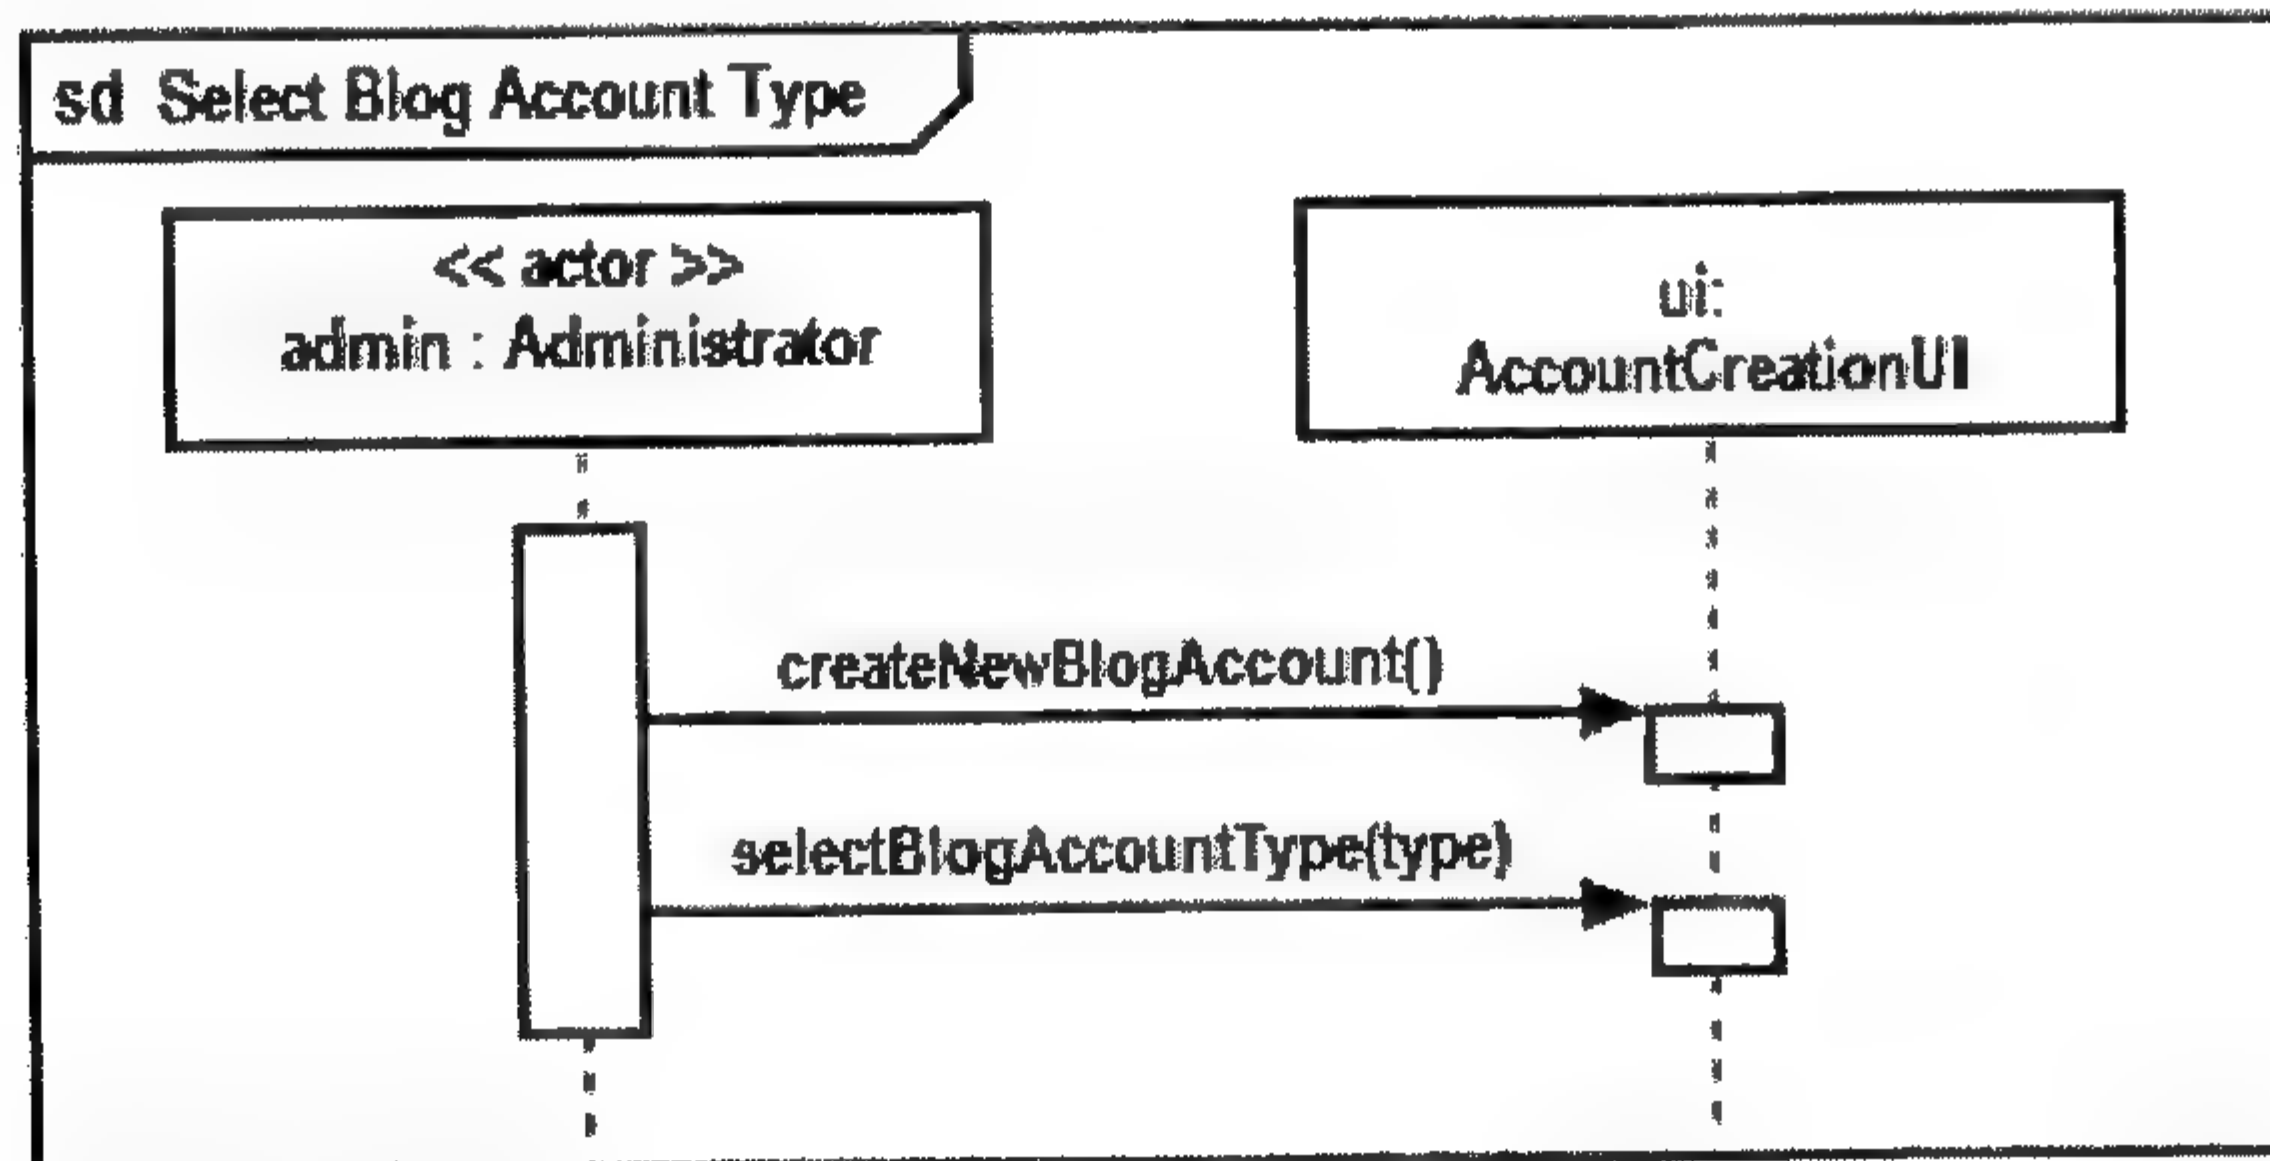 sd Select Blog Account Type
<< actor >>
admin : Administrator
ui:
AccountCreationUI
createNewBlogAccount()
selectBlogAccountType(type)